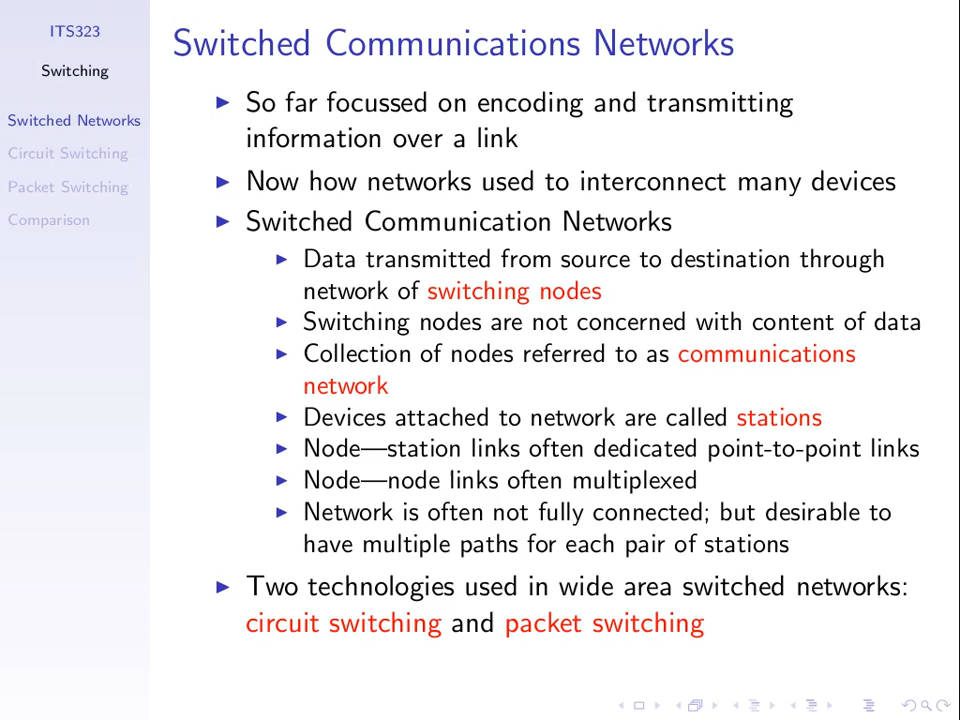 ITS323
Switching
Switched Networks
Circuit Switching
Packet Switching
Comparison
Switched Communications Networks
So far focussed on encoding and transmitting
information over a link
Now how networks used to interconnect many devices
Switched Communication Networks
Data transmitted from source to destination through
network of switching nodes
Switching nodes are not concerned with content of data
Collection of nodes referred to as communications
network
Devices attached to network are called stations
Node—station links often dedicated point-to-point links
Node—node links often multiplexed
Network is often not fully connected; but desirable to
have multiple paths for each pair of stations
Two technologies used in wide area switched networks:
circuit switching and packet switching